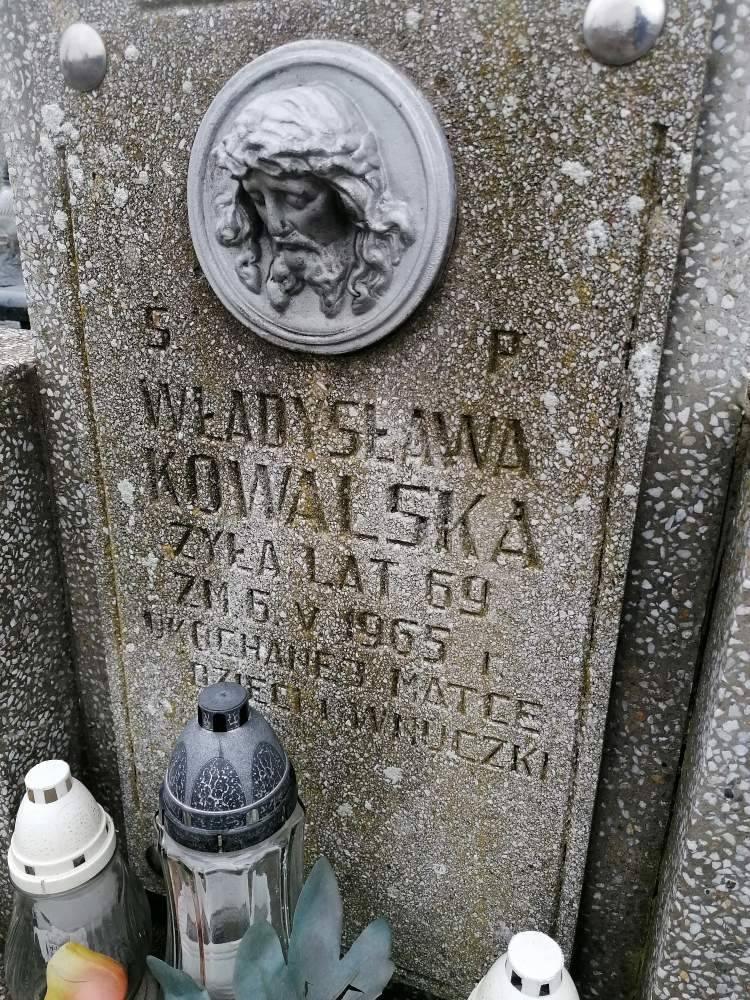 Ś. P
WŁADYSŁAWA
KOWALSKA
ŻYŁA LAT 69
ZM. 6. V. 1965 r.
UKOCHANEJ MATCE
DZIECI I WNUCZKI